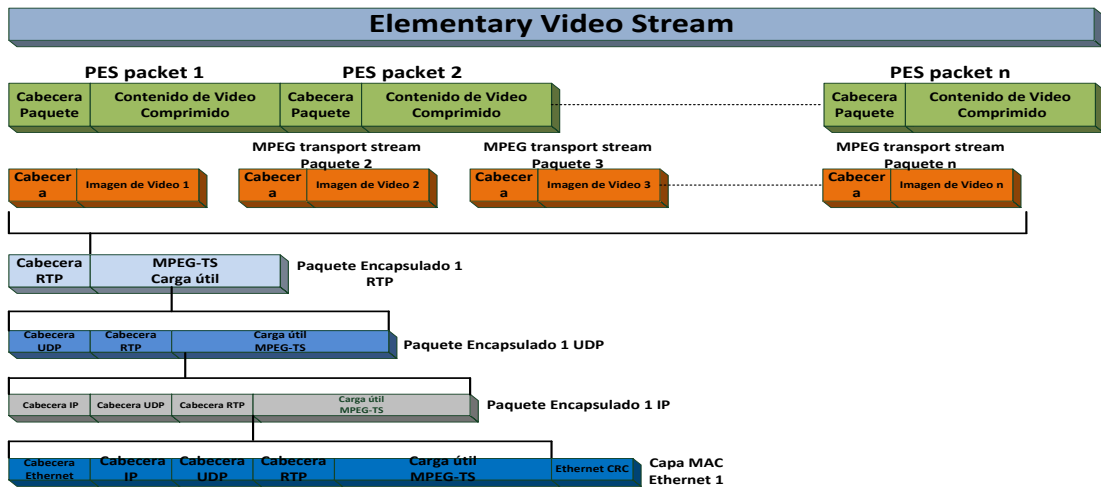 Elementary Video Stream
PES packet 1
PES packet 2
PES packet n
Cabecera
Paquete
Contenido de Video
Comprimido
Cabecera
Paquete
Contenido de Video
Comprimido
Cabecera
Paquete
Contenido de Video
Comprimido
MPEG transport stream
Paquete 2
MPEG transport stream
Paquete 3
MPEG transport stream
Paquete n
Cabecer
a
Imagen de Video 1
Cabecer
a
Imagen de Video 2
Cabecer
a
Imagen de Video 3
Cabecer
a
Imagen de Video n
Cabecera
RTP
MPEG-TS
Carga útil
Paquete Encapsulado 1
RTP
Cabecera
UDP
Cabecera
RTP
Carga útil
MPEG-TS
Paquete Encapsulado 1 UDP
Cabecera IP
Cabecera UDP
Cabecera RTP
Carga útil
MPEG-TS
Paquete Encapsulado 1 IP
Cabecera
Ethernet
Cabecera
IP
Cabecera
UDP
Cabecera
RTP
Carga útil
MPEG-TS
Ethernet CRC
Capa MAC
Ethernet 1